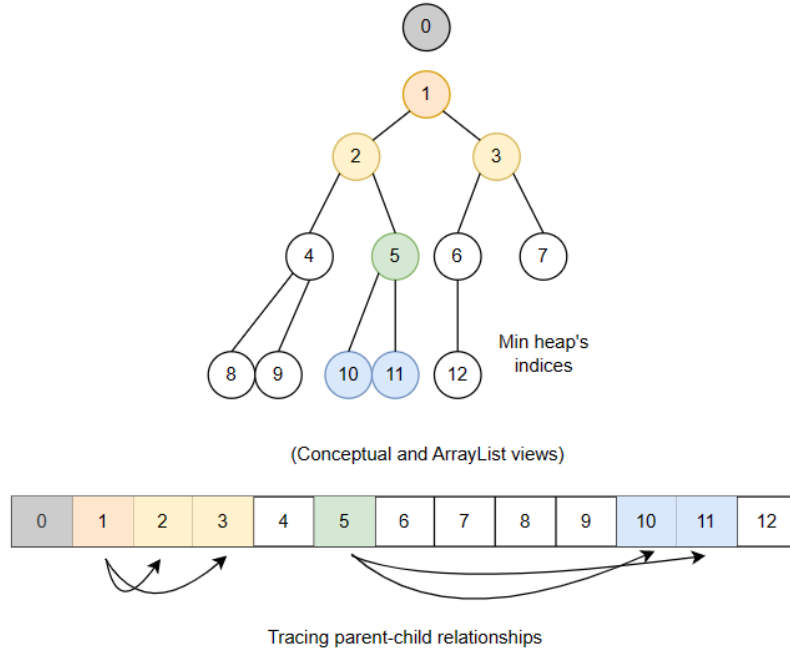 0
1
2 3
4 5 6 7
8 9 10 11 12
Min heap's
indices
(Conceptual and ArrayList views)
0 1 2 3 4 5 6 7 8 9 10 11 12
Tracing parent-child relationships